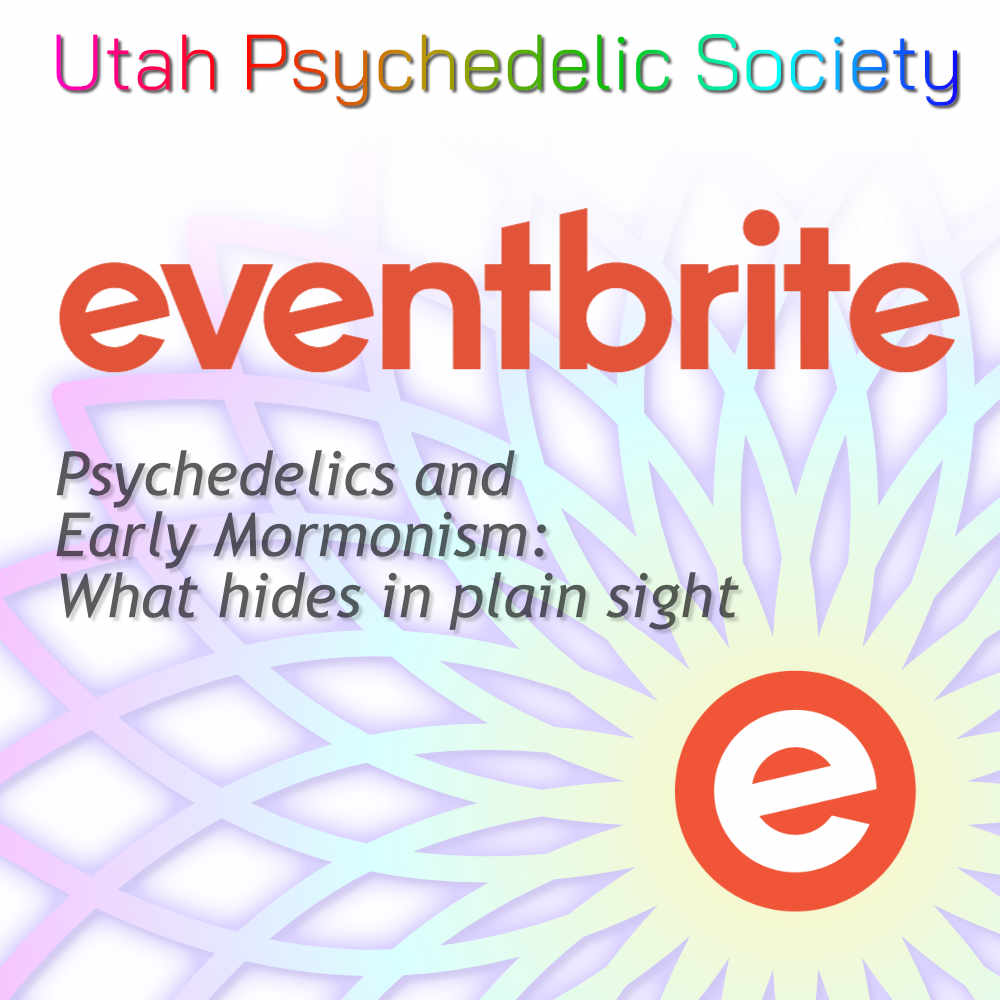 Utah Psychedelic Society
eventbrite
Psychedelics and
Early Mormonism:
What hides in plain sight
e